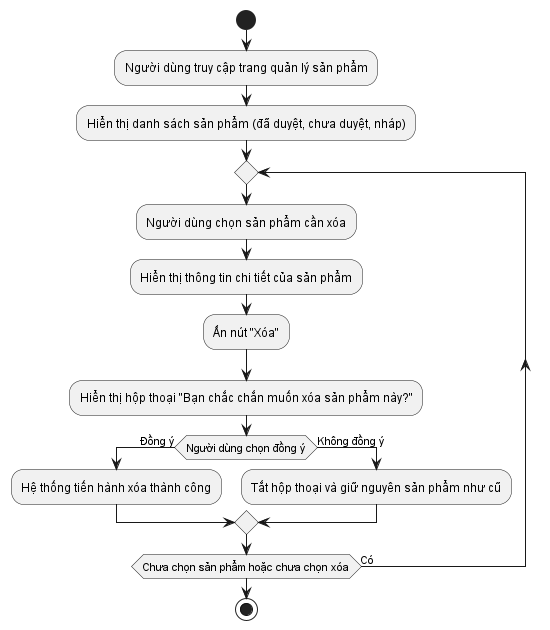 Người dùng truy cập trang quản lý sản phẩm
Hiển thị danh sách sản phẩm (đã duyệt, chưa duyệt, nháp)
Người dùng chọn sản phẩm cần xóa
Hiển thị thông tin chi tiết của sản phẩm
Ấn nút "Xóa"
Hiển thị hộp thoại "Bạn chắc chắn muốn xóa sản phẩm này?"
Đồng ý
Người dùng chọn đồng ý
Không đồng ý
Hệ thống tiến hành xóa thành công
Tắt hộp thoại và giữ nguyên sản phẩm như cũ
Chưa chọn sản phẩm hoặc chưa chọn xóa
Có